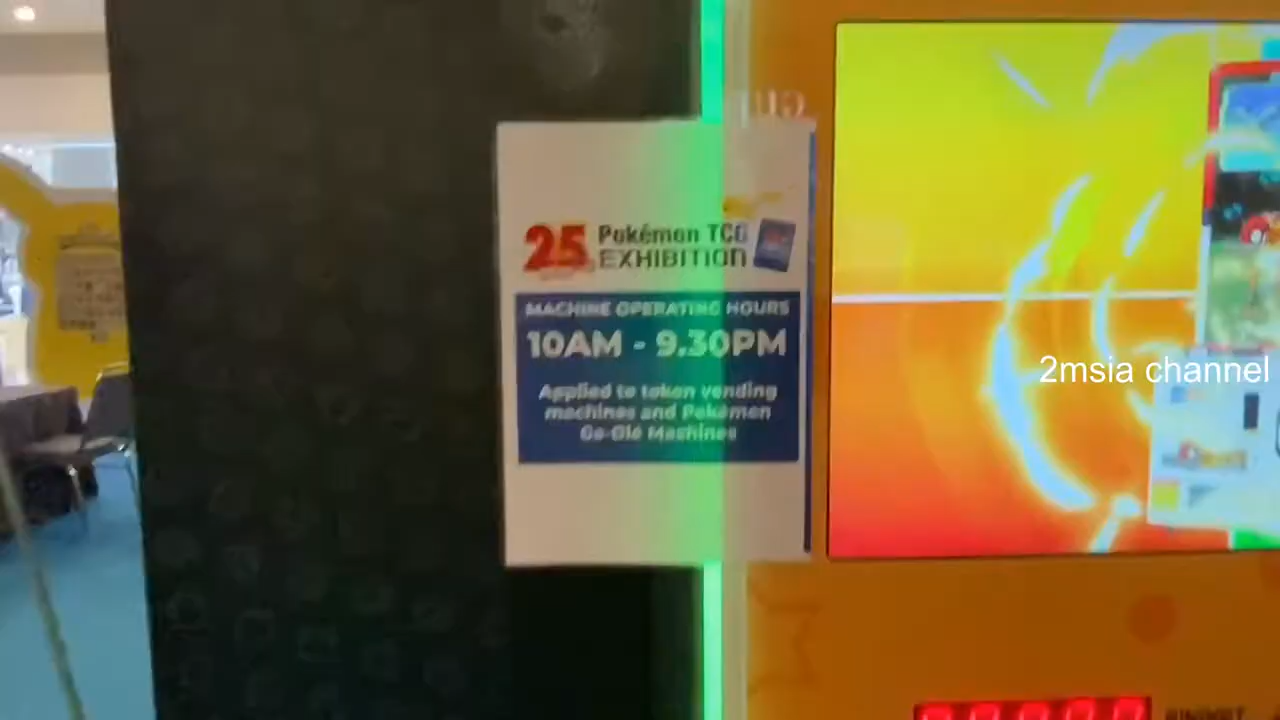 25 Pokémon TCG
EXHIBITION
MACHINE OPERATING HOURS
10AM - 9.30PM
Applied to token vending
machines and Pokémon
Ga-Olé Machines
2msia channel